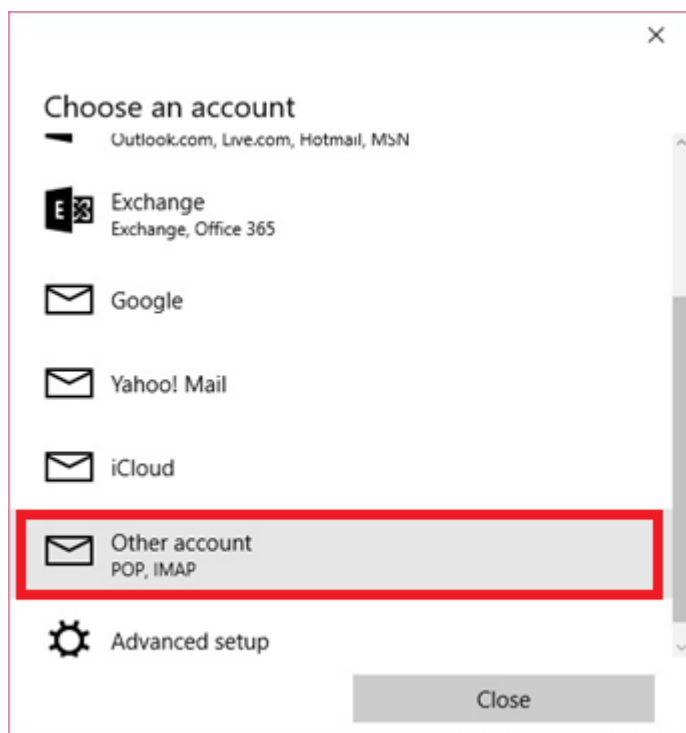 Choose an account
Outlook.com, Live.com, Hotmail, MSN
Exchange
Exchange, Office 365
Google
Yahoo! Mail
iCloud
Other account
POP, IMAP
Advanced setup
Close